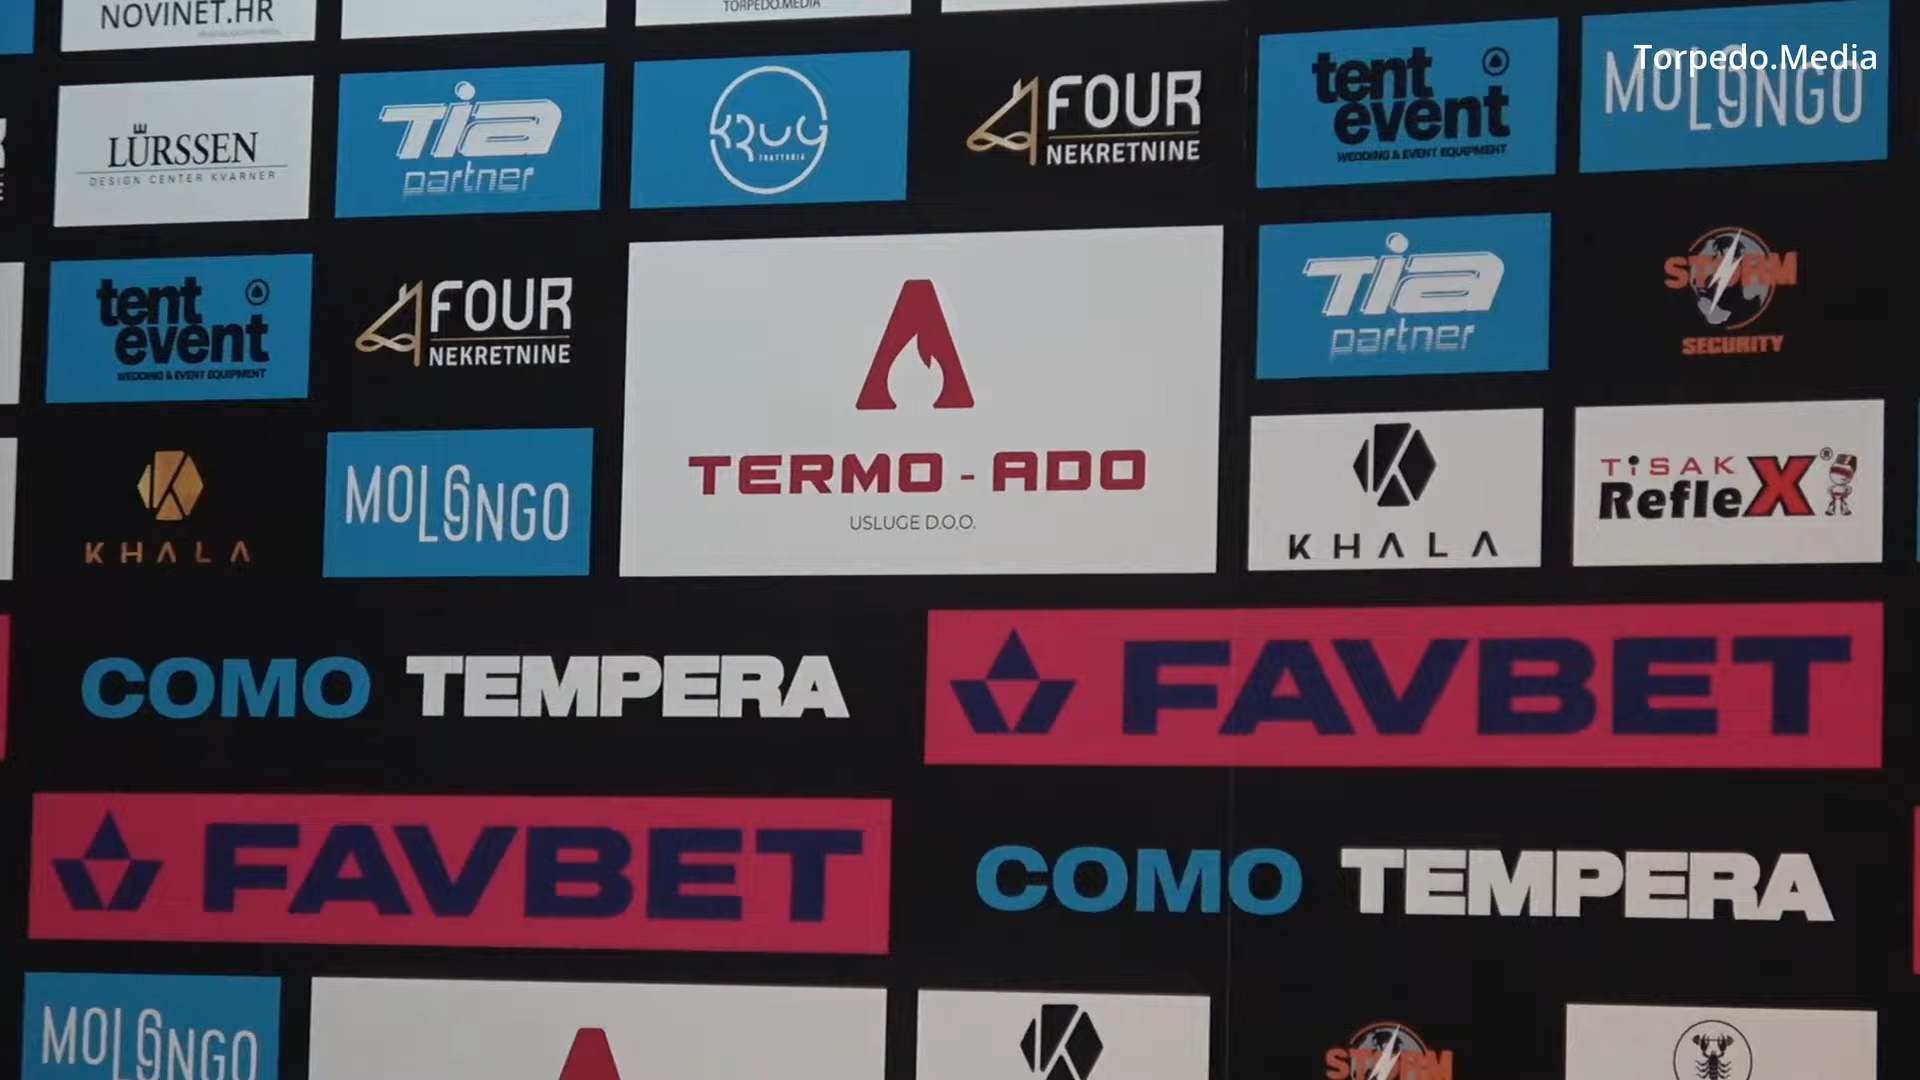 NOVINET.HR
TORPEDO.MEDIA
Torpedo.Media
LÜRSSEN
DESIGN CENTER KVARNER
TiA
partner
KRUG
TRATTORIA
FOUR
NEKRETNINE
tent
event
WEDDING & EVENT EQUIPMENT
MOLONGO
tent
event
WEDDING & EVENT EQUIPMENT
FOUR
NEKRETNINE
TERMO - ADO
USLUGE D.O.O.
TiA
partner
STORM
SECURITY
KHALA
MOLONGO
KHALA
TiSAK
RefleX®
COMO TEMPERA
FAVBET
FAVBET
COMO TEMPERA
MOLONGO
STORM